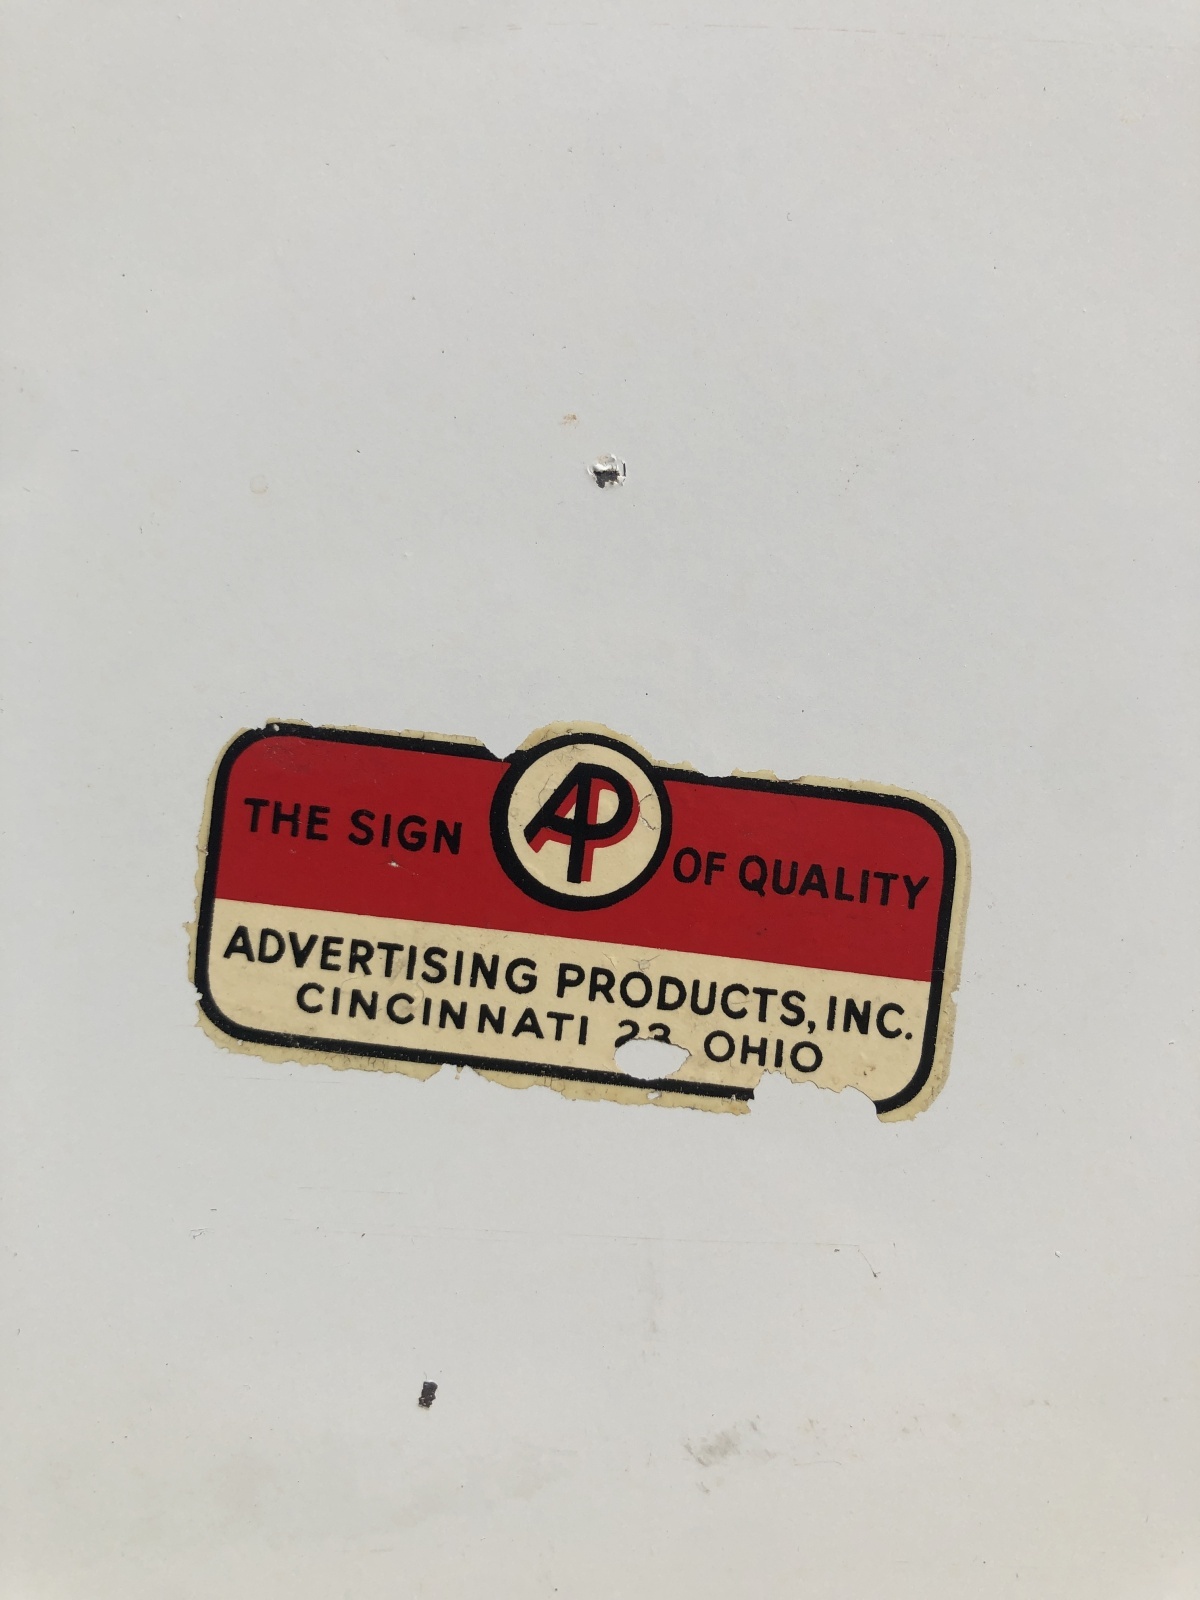 AP
THE SIGN OF QUALITY
ADVERTISING PRODUCTS, INC.
CINCINNATI 23, OHIO